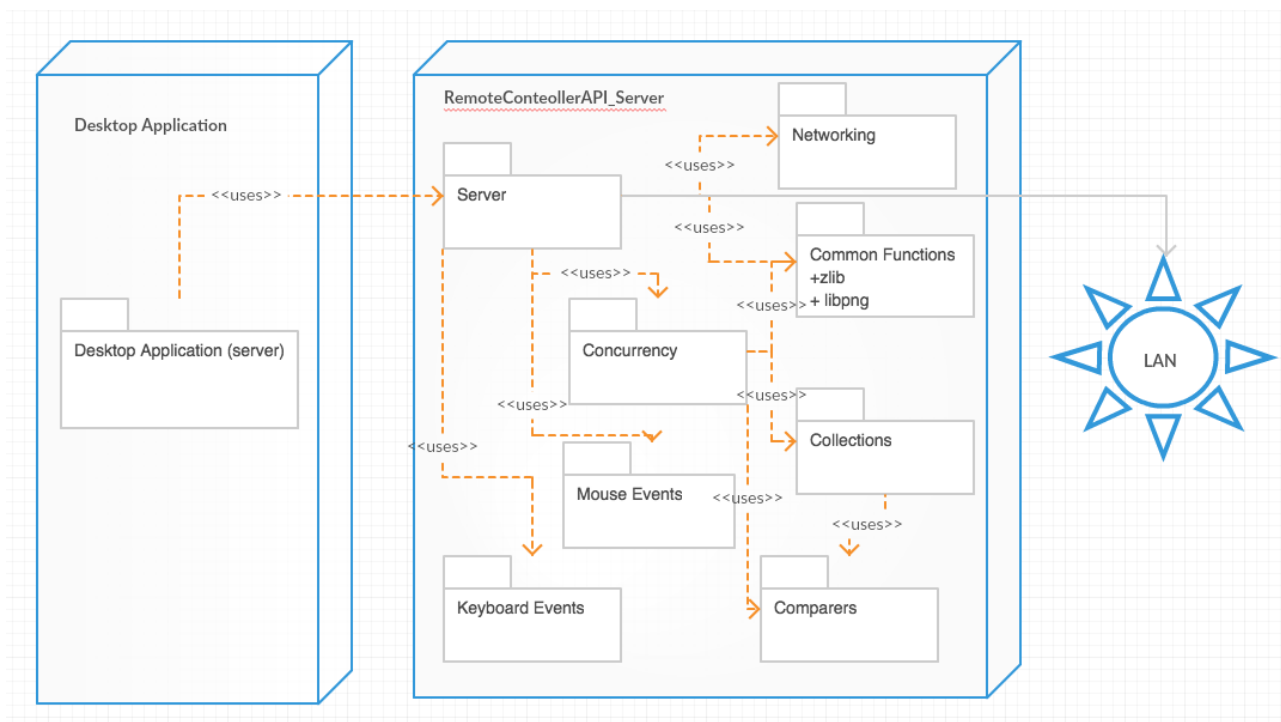 Desktop Application
RemoteConteollerAPI_Server
Networking
<<uses>>
<<uses>>
Server
<<uses>>
Common Functions
+zlib
+ libpng
<<uses>>
<<uses>>
Desktop Application (server)
Concurrency
LAN
<<uses>>
<<uses>>
<<uses>>
Collections
Mouse Events
<<uses>>
<<uses>>
Keyboard Events
Comparers